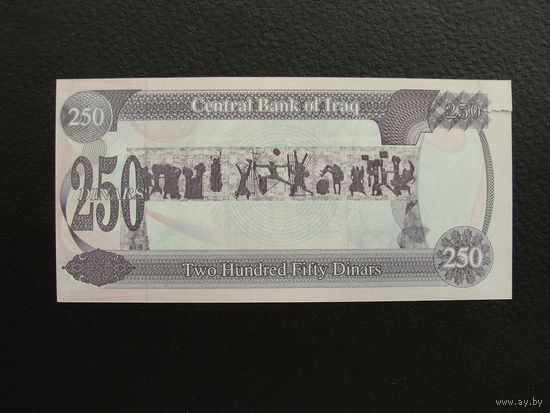 Central Bank of Iraq
250
250
250
DINARS
Two Hundred Fifty Dinars
250
www.ay.by